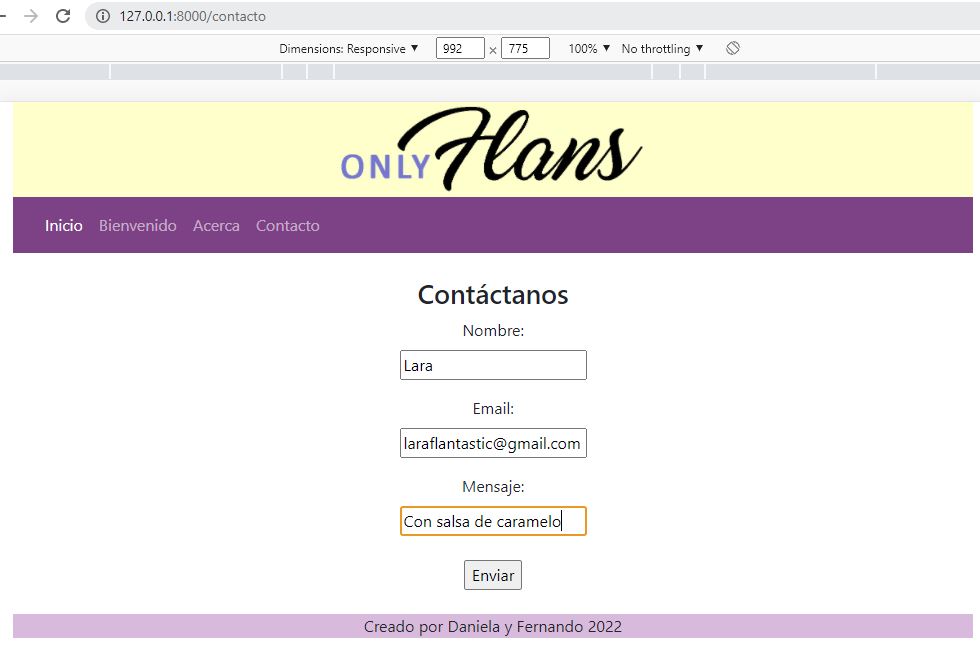 127.0.0.1:8000/contacto
Dimensions: Responsive 992 x 775 100% No throttling
ONLY Flans
Inicio Bienvenido Acerca Contacto
Contáctanos
Nombre:
Lara
Email:
laraflantastic@gmail.com
Mensaje:
Con salsa de caramelo
Enviar
Creado por Daniela y Fernando 2022